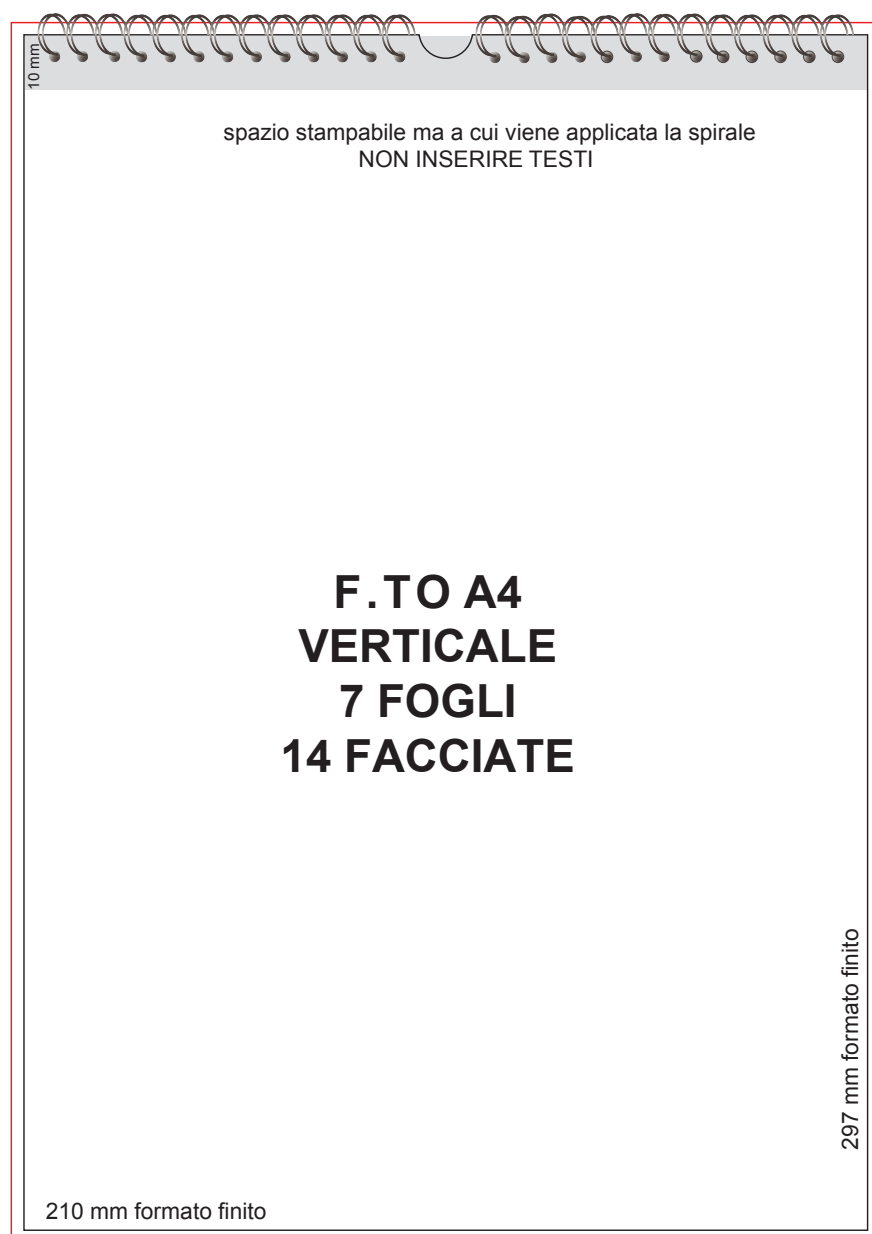 10 mm
spazio stampabile ma a cui viene applicata la spirale
NON INSERIRE TESTI
F.TO A4
VERTICALE
7 FOGLI
14 FACCIATE
297 mm formato finito
210 mm formato finito